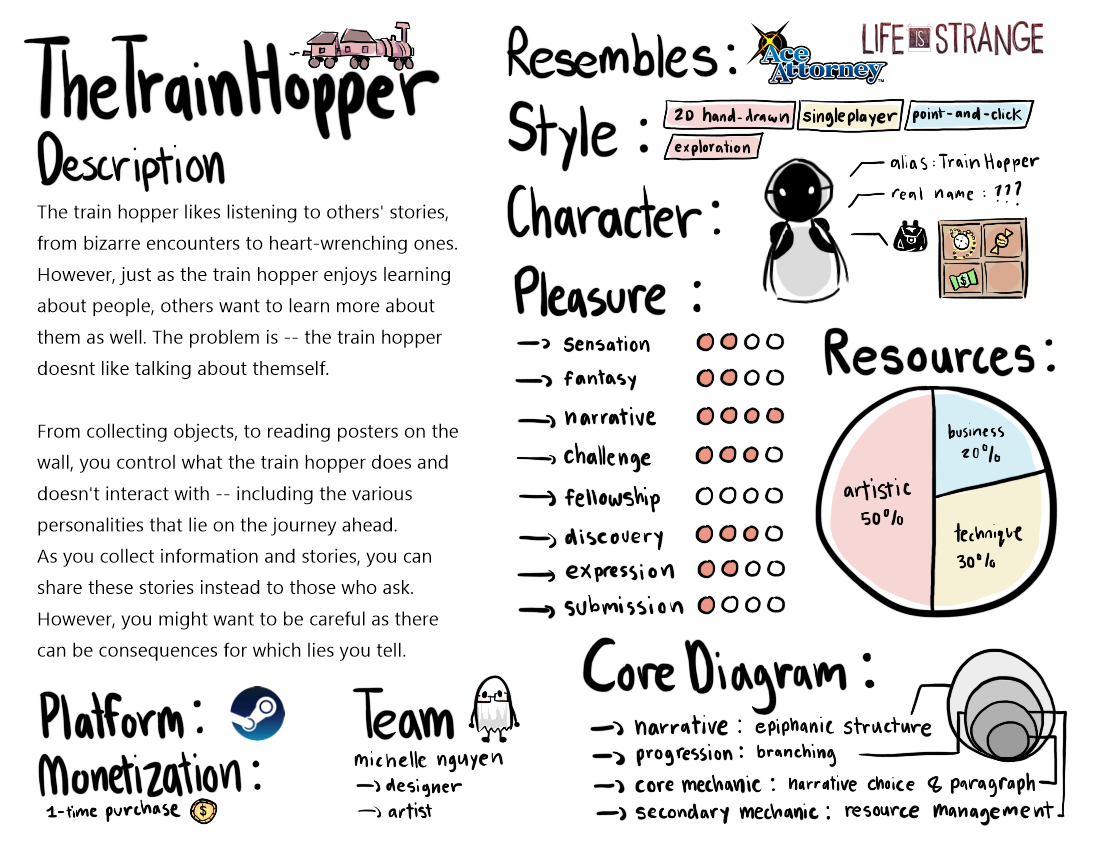 TheTrainHopper
Description
The train hopper likes listening to others' stories,
from bizarre encounters to heart-wrenching ones.
However, just as the train hopper enjoys learning
about people, others want to learn more about
them as well. The problem is -- the train hopper
doesnt like talking about themself.
From collecting objects, to reading posters on the
wall, you control what the train hopper does and
doesn't interact with -- including the various
personalities that lie on the journey ahead.
As you collect information and stories, you can
share these stories instead to those who ask.
However, you might want to be careful as there
can be consequences for which lies you tell.
Platform:
Monetization:
1-time purchase $
Team
michelle nguyen
designer
artist
Resembles:
Ace
Attorney™
LIFE IS STRANGE
Style:
2D hand-drawn
singleplayer
point-and-click
exploration
Character:
alias: Train Hopper
real name: ???
$
Pleasure:
sensation
fantasy
narrative
challenge
fellowship
discovery
expression
submission
Resources:
business
20%
artistic
50%
technique
30%
Core Diagram:
narrative: epiphanic structure
progression: branching
core mechanic: narrative choice & paragraph
secondary mechanic: resource management